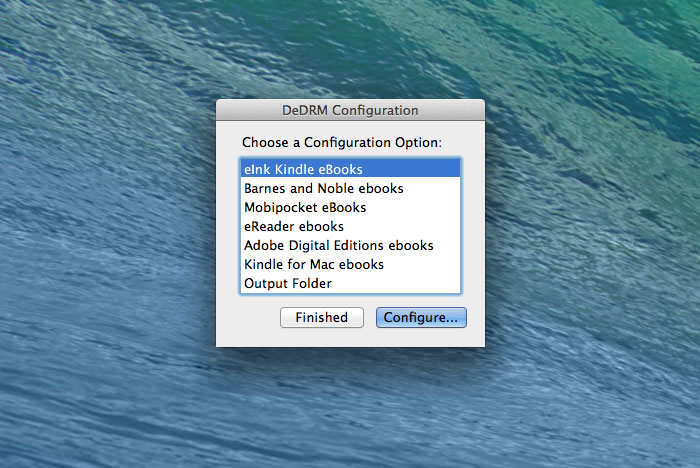 DeDRM Configuration
Choose a Configuration Option:
eInk Kindle eBooks
Barnes and Noble ebooks
Mobipocket eBooks
eReader ebooks
Adobe Digital Editions ebooks
Kindle for Mac ebooks
Output Folder
Finished
Configure...